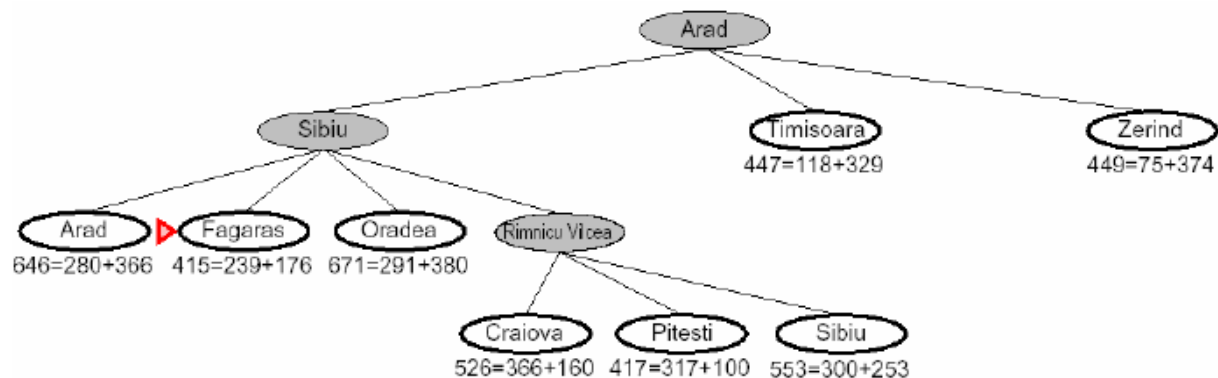 Arad
Sibiu
Timisoara
Zerind
447=118+329
449=75+374
Arad
Fagaras
Oradea
Rimnicu Vilcea
646=280+366
415=239+176
671=291+380
Craiova
Pitesti
Sibiu
526=366+160
417=317+100
553=300+253